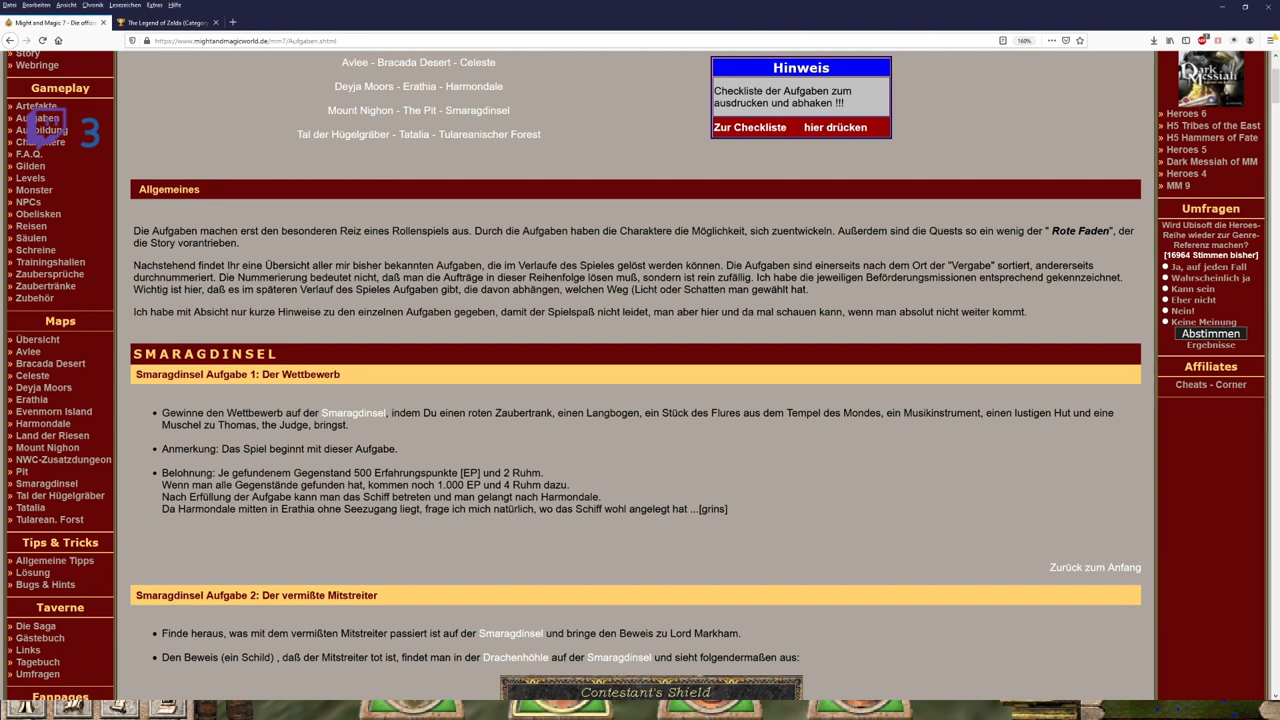 Datei Bearbeiten Ansicht Chronik Lesezeichen Extras Hilfe
Might and Magic 7 - Die offiz
The Legend of Zelda (Category
https://www.mightandmagicworld.de/mm7/Aufgaben.shtml
160%
» Story
» Webringe
Gameplay
» Artefakte
» Aufgaben
» Ausbildung
» Charaktere
» F.A.Q.
» Gilden
» Levels
» Monster
» NPCs
» Obelisken
» Reisen
» Säulen
» Schreine
» Trainingshallen
» Zaubersprüche
» Zaubertränke
» Zubehör
3
Maps
» Übersicht
» Avlee
» Bracada Desert
» Celeste
» Deyja Moors
» Erathia
» Evenmorn Island
» Harmondale
» Land der Riesen
» Mount Nighon
» NWC-Zusatzdungeon
» Pit
» Smaragdinsel
» Tal der Hügelgräber
» Tatalia
» Tularean. Forst
Tips & Tricks
» Allgemeine Tipps
» Lösung
» Bugs & Hints
Taverne
» Die Saga
» Gästebuch
» Links
» Tagebuch
» Umfragen
Fanpages
Avlee - Bracada Desert - Celeste
Deyja Moors - Erathia - Harmondale
Mount Nighon - The Pit - Smaragdinsel
Tal der Hügelgräber - Tatalia - Tulareanischer Forest
Hinweis
Checkliste der Aufgaben zum
ausdrucken und abhaken !!!
Zur Checkliste hier drücken
Allgemeines
Die Aufgaben machen erst den besonderen Reiz eines Rollenspiels aus. Durch die Aufgaben haben die Charaktere die Möglichkeit, sich zuentwickeln. Außerdem sind die Quests so ein wenig der " Rote Faden", der
die Story vorantrieben.
Nachstehend findet Ihr eine Übersicht aller mir bisher bekannten Aufgaben, die im Verlaufe des Spieles gelöst werden können. Die Aufgaben sind einerseits nach dem Ort der "Vergabe" sortiert, andererseits
durchnummeriert. Die Nummerierung bedeutet nicht, daß man die Aufträge in dieser Reihenfolge lösen muß, sondern ist rein zufällig. Ich habe die jeweiligen Beförderungsmissionen entsprechend gekennzeichnet.
Wichtig ist hier, daß es im späteren Verlauf des Spieles Aufgaben gibt, die davon abhängen, welchen Weg (Licht oder Schatten man gewählt hat.
Ich habe mit Absicht nur kurze Hinweise zu den einzelnen Aufgaben gegeben, damit der Spielspaß nicht leidet, man aber hier und da mal schauen kann, wenn man absolut nicht weiter kommt.
SMARAGDINSEL
Smaragdinsel Aufgabe 1: Der Wettbewerb
• Gewinne den Wettbewerb auf der Smaragdinsel, indem Du einen roten Zaubertrank, einen Langbogen, ein Stück des Flures aus dem Tempel des Mondes, ein Musikinstrument, einen lustigen Hut und eine
Muschel zu Thomas, the Judge, bringst.
• Anmerkung: Das Spiel beginnt mit dieser Aufgabe.
• Belohnung: Je gefundenem Gegenstand 500 Erfahrungspunkte [EP] und 2 Ruhm.
Wenn man alle Gegenstände gefunden hat, kommen noch 1.000 EP und 4 Ruhm dazu.
Nach Erfüllung der Aufgabe kann man das Schiff betreten und man gelangt nach Harmondale.
Da Harmondale mitten in Erathia ohne Seezugang liegt, frage ich mich natürlich, wo das Schiff wohl angelegt hat ...[grins]
Zurück zum Anfang
Smaragdinsel Aufgabe 2: Der vermißte Mitstreiter
• Finde heraus, was mit dem vermißten Mitstreiter passiert ist auf der Smaragdinsel und bringe den Beweis zu Lord Markham.
• Den Beweis (ein Schild) , daß der Mitstreiter tot ist, findet man in der Drachenhöhle auf der Smaragdinsel und sieht folgendermaßen aus:
Contestant's Shield
Dark Messiah
» Heroes 6
» H5 Tribes of the East
» H5 Hammers of Fate
» Heroes 5
» Dark Messiah of MM
» Heroes 4
» MM 9
Umfragen
Wird Ubisoft die Heroes-
Reihe wieder zur Genre-
Referenz machen?
[16964 Stimmen bisher]
Ja, auf jeden Fall
Wahrscheinlich ja
Kann sein
Eher nicht
Nein!
Keine Meinung
Abstimmen
Ergebnisse
Affiliates
Cheats - Corner